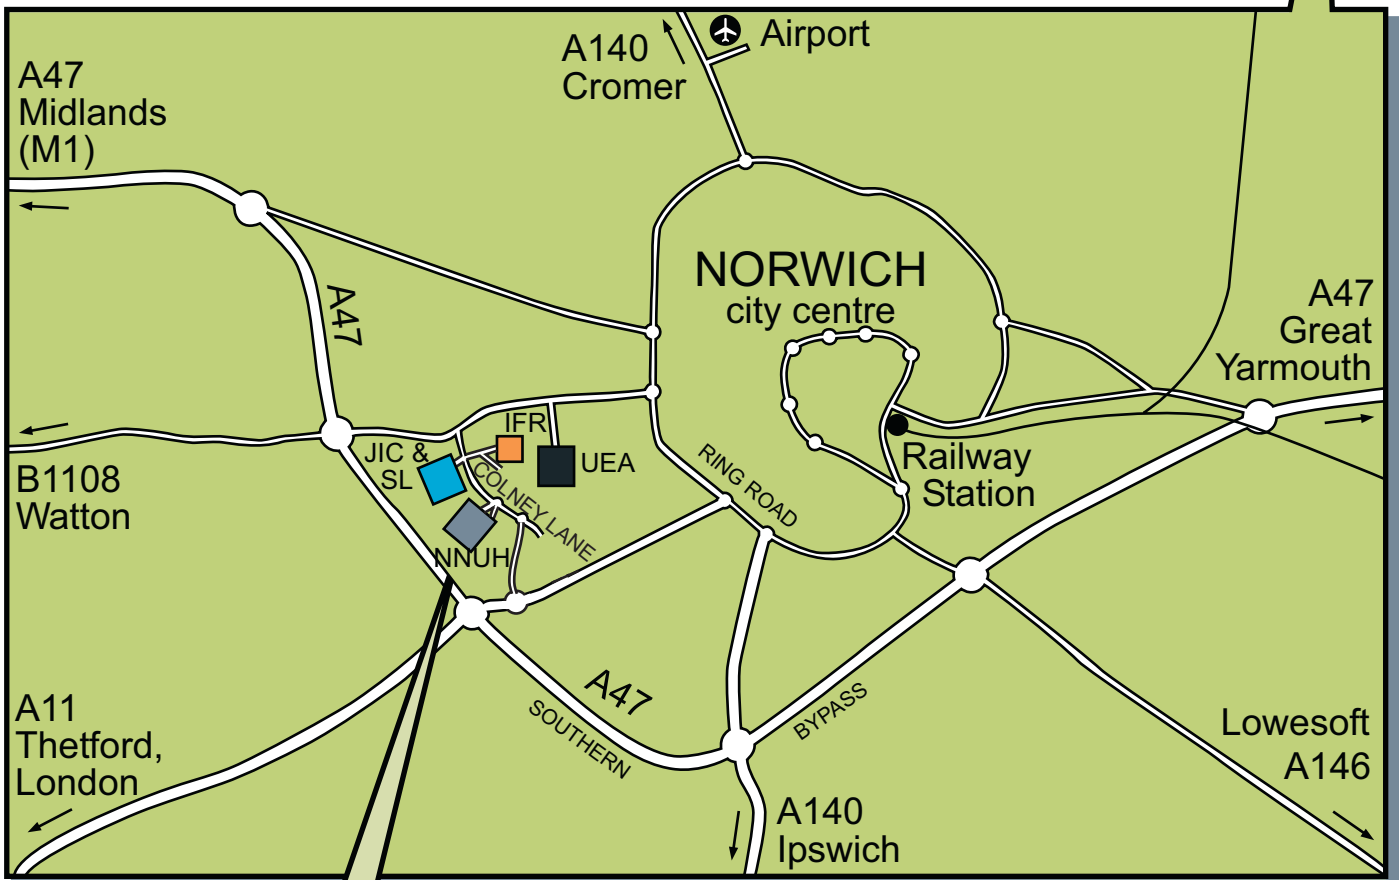 A140
Cromer
Airport
A47
Midlands
(M1)
NORWICH
city centre
A47
A47
Great
Yarmouth
IFR
JIC &
SL
UEA
COLNEY LANE
NNUH
RING ROAD
Railway
Station
B1108
Watton
A47
SOUTHERN
BYPASS
A11
Thetford,
London
Lowesoft
A146
A140
Ipswich